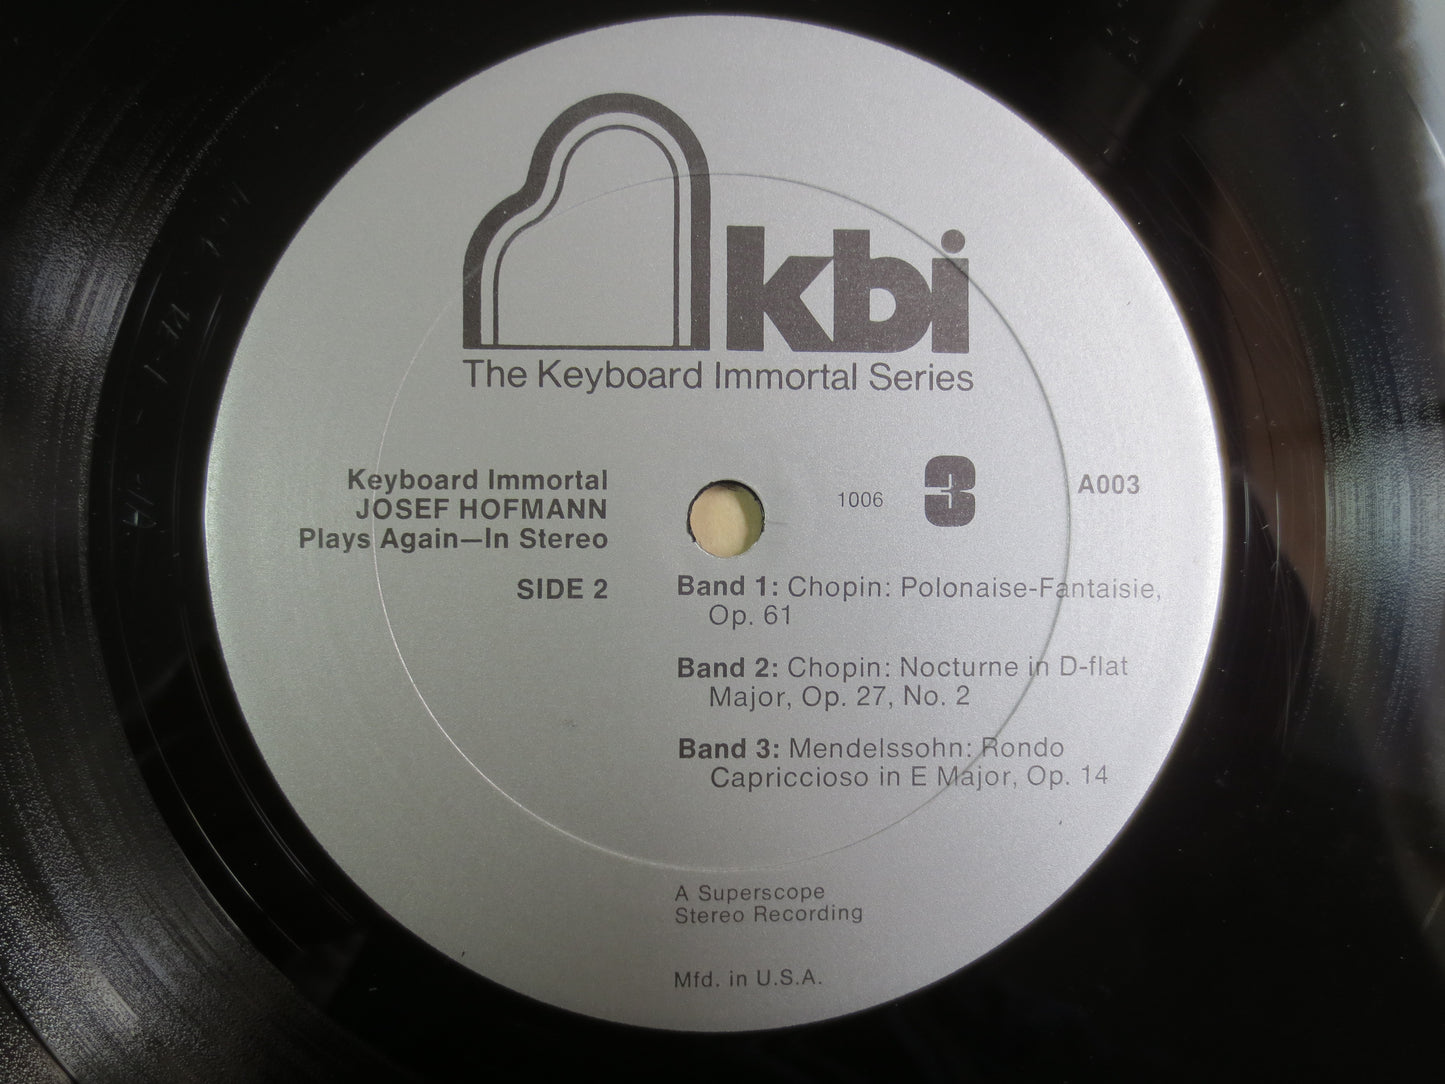 kbi
The Keyboard Immortal Series
Keyboard Immortal
JOSEF HOFMANN
Plays Again—In Stereo
1006
3
A003
SIDE 2
Band 1: Chopin: Polonaise-Fantaisie,
Op. 61
Band 2: Chopin: Nocturne in D-flat
Major, Op. 27, No. 2
Band 3: Mendelssohn: Rondo
Capriccioso in E Major, Op. 14
A Superscope
Stereo Recording
Mfd. in U.S.A.